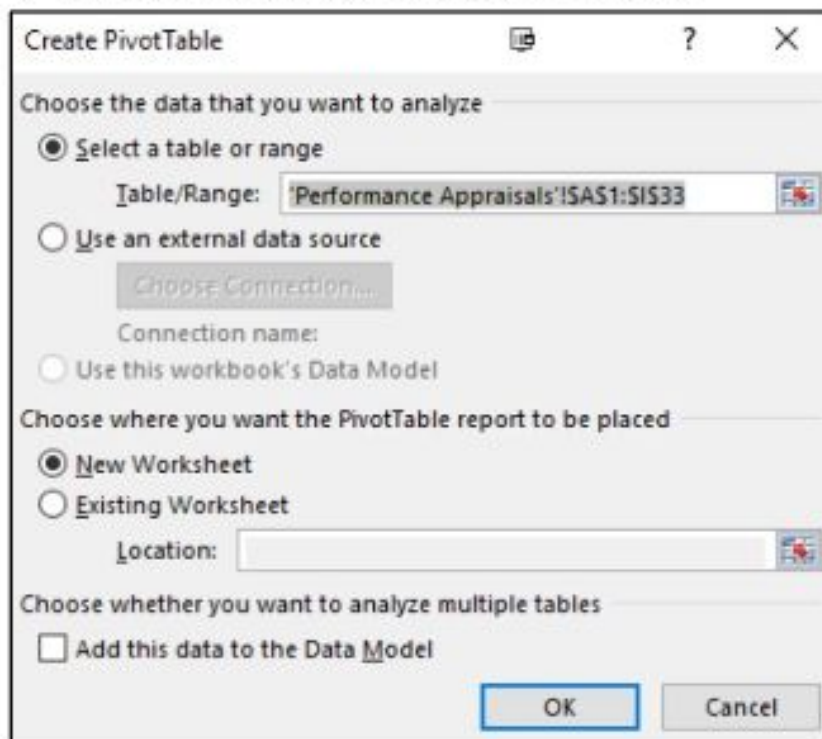 Create PivotTable ? X
Choose the data that you want to analyze
Select a table or range
Table/Range: 'Performance Appraisals'!$A$1:$I$33
Use an external data source
Choose Connection...
Connection name:
Use this workbook's Data Model
Choose where you want the PivotTable report to be placed
New Worksheet
Existing Worksheet
Location:
Choose whether you want to analyze multiple tables
Add this data to the Data Model
OK Cancel